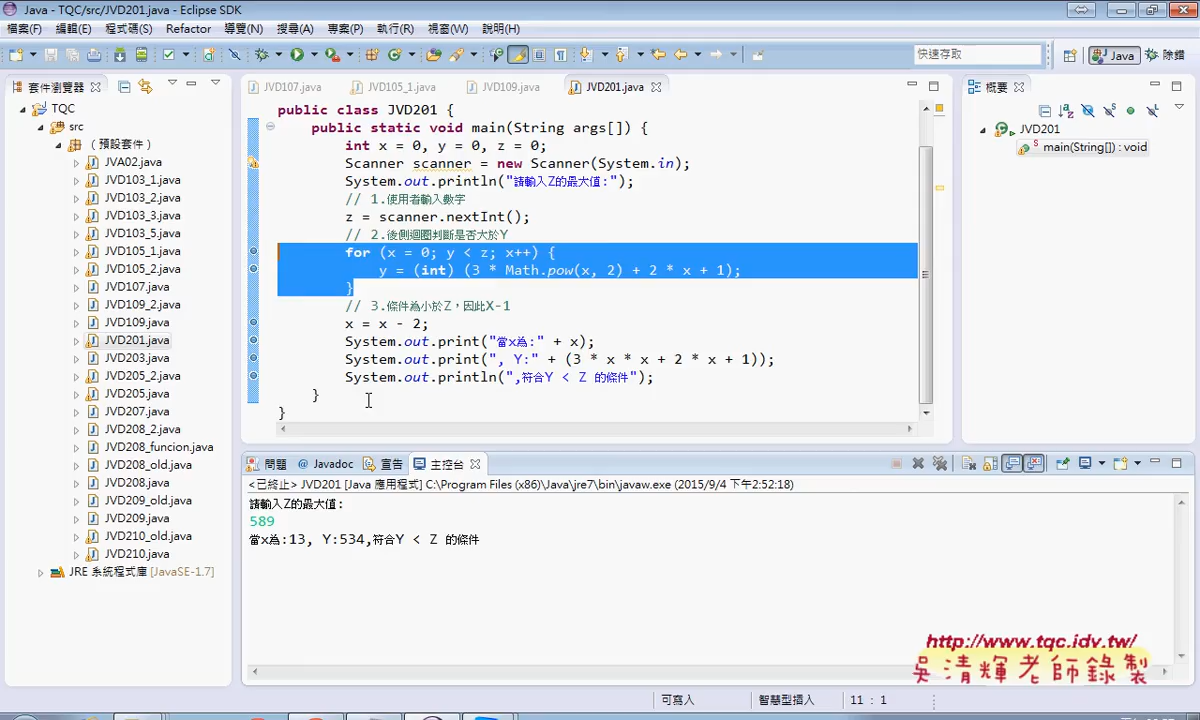 Java - TQC/src/JVD201.java - Eclipse SDK
檔案(F) 編輯(E) 程式碼(S) Refactor 導覽(N) 搜尋(A) 專案(P) 執行(R) 視窗(W) 說明(H)
快速存取
Java
除錯
套件瀏覽器
TQC
src
(預設套件)
JVA02.java
JVD103_1.java
JVD103_2.java
JVD103_3.java
JVD103_5.java
JVD105_1.java
JVD105_2.java
JVD107.java
JVD109_2.java
JVD109.java
JVD201.java
JVD203.java
JVD205_2.java
JVD205.java
JVD207.java
JVD208_2.java
JVD208_funcion.java
JVD208_old.java
JVD208.java
JVD209_old.java
JVD209.java
JVD210_old.java
JVD210.java
JRE 系統程式庫 [JavaSE-1.7]
JVD107.java JVD105_1.java JVD109.java JVD201.java
public class JVD201 {
public static void main(String args[]) {
int x = 0, y = 0, z = 0;
Scanner scanner = new Scanner(System.in);
System.out.println("請輸入Z的最大值:");
// 1.使用者輸入數字
z = scanner.nextInt();
// 2.後側迴圈判斷是否大於Y
for (x = 0; y < z; x++) {
y = (int) (3 * Math.pow(x, 2) + 2 * x + 1);
}
// 3.條件為小於Z，因此X-1
x = x - 2;
System.out.print("當x為:" + x);
System.out.print(", Y:" + (3 * x * x + 2 * x + 1));
System.out.println(",符合Y < Z 的條件");
}
}
概要
JVD201
main(String[]) : void
問題 @ Javadoc 宣告 主控台
<已終止> JVD201 [Java 應用程式] C:\Program Files (x86)\Java\jre7\bin\javaw.exe (2015/9/4 下午2:52:18)
請輸入Z的最大值:
589
當x為:13, Y:534,符合Y < Z 的條件
http://www.tqc.idv.tw/
吳清輝老師錄製
可寫入
智慧型插入
11 : 1